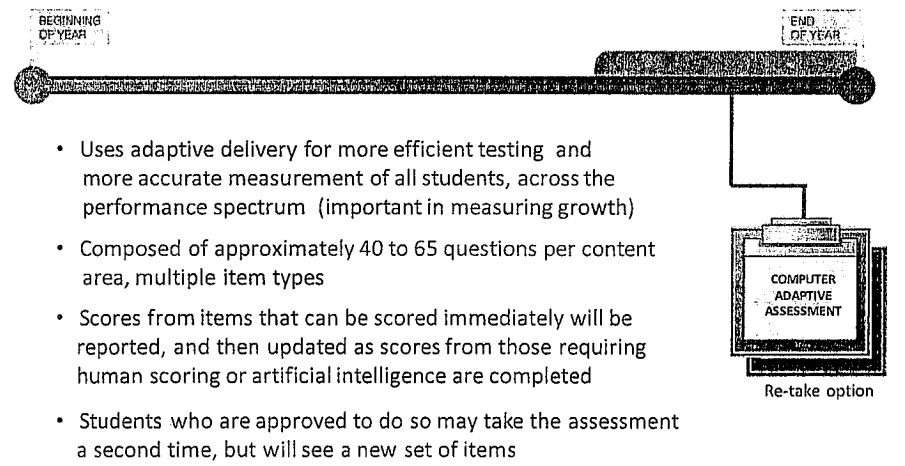 BEGINNING
OF YEAR
END
OF YEAR
• Uses adaptive delivery for more efficient testing and
more accurate measurement of all students, across the
performance spectrum (important in measuring growth)
• Composed of approximately 40 to 65 questions per content
area, multiple item types
• Scores from items that can be scored immediately will be
reported, and then updated as scores from those requiring
human scoring or artificial intelligence are completed
• Students who are approved to do so may take the assessment
a second time, but will see a new set of items
COMPUTER
ADAPTIVE
ASSESSMENT
Re-take option